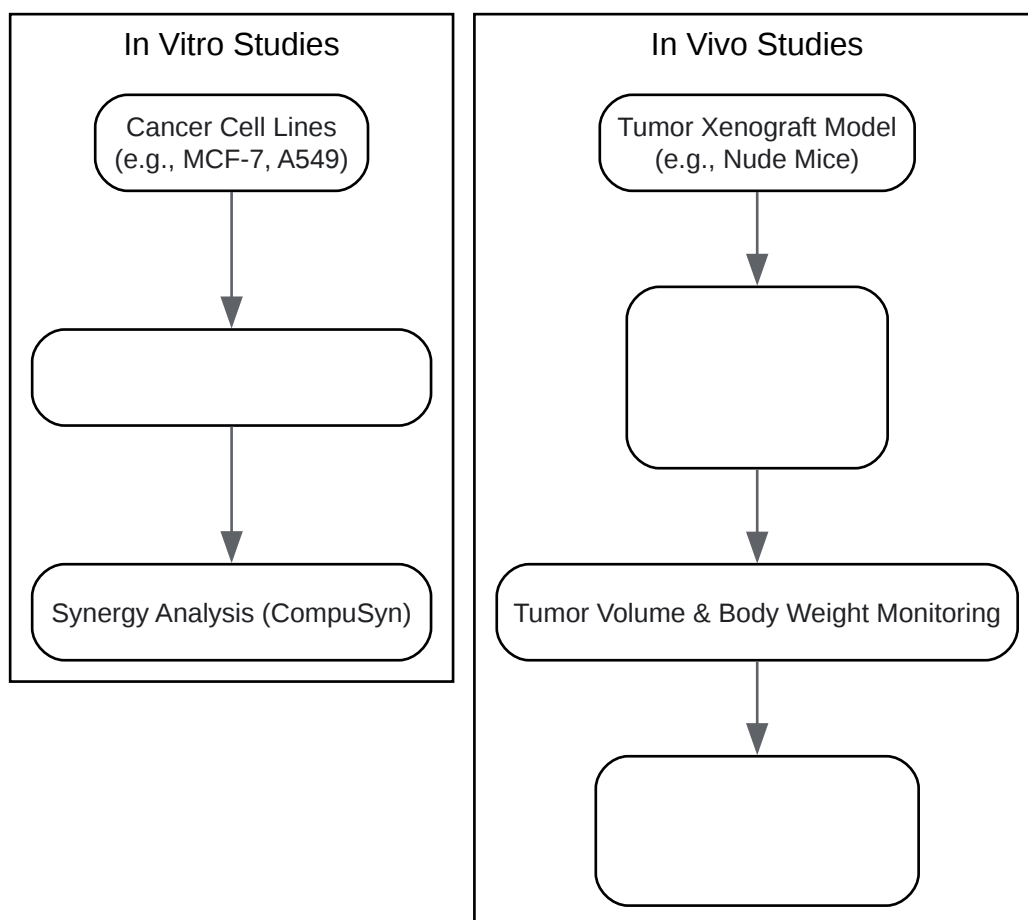 In Vitro Studies
Cancer Cell Lines
(e.g., MCF-7, A549)
Synergy Analysis (CompuSyn)
In Vivo Studies
Tumor Xenograft Model
(e.g., Nude Mice)
Tumor Volume & Body Weight Monitoring